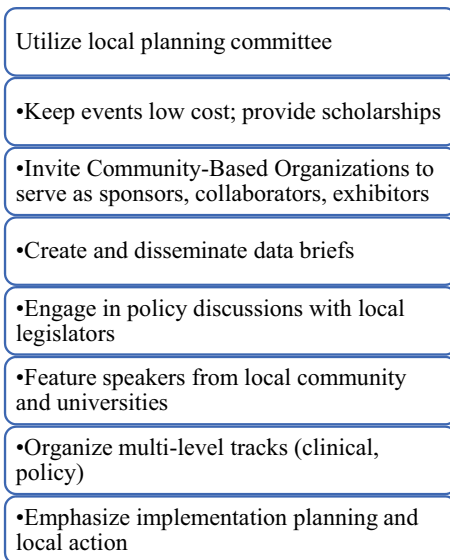 Utilize local planning committee
•Keep events low cost; provide scholarships
•Invite Community-Based Organizations to
serve as sponsors, collaborators, exhibitors
•Create and disseminate data briefs
•Engage in policy discussions with local
legislators
•Feature speakers from local community
and universities
•Organize multi-level tracks (clinical,
policy)
•Emphasize implementation planning and
local action